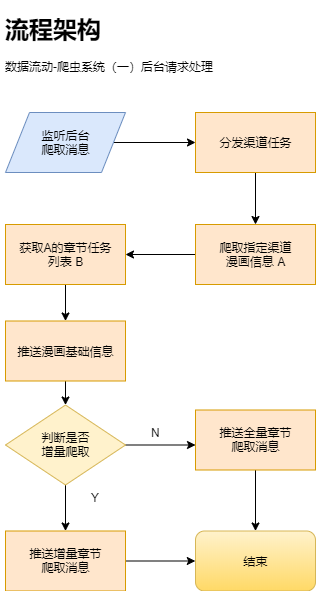 流程架构
数据流动-爬虫系统（一）后台请求处理
监听后台
爬取消息
分发渠道任务
爬取指定渠道
漫画信息 A
获取A的章节任务
列表 B
推送漫画基础信息
判断是否
增量爬取
N
推送全量章节
爬取消息
Y
推送增量章节
爬取消息
结束